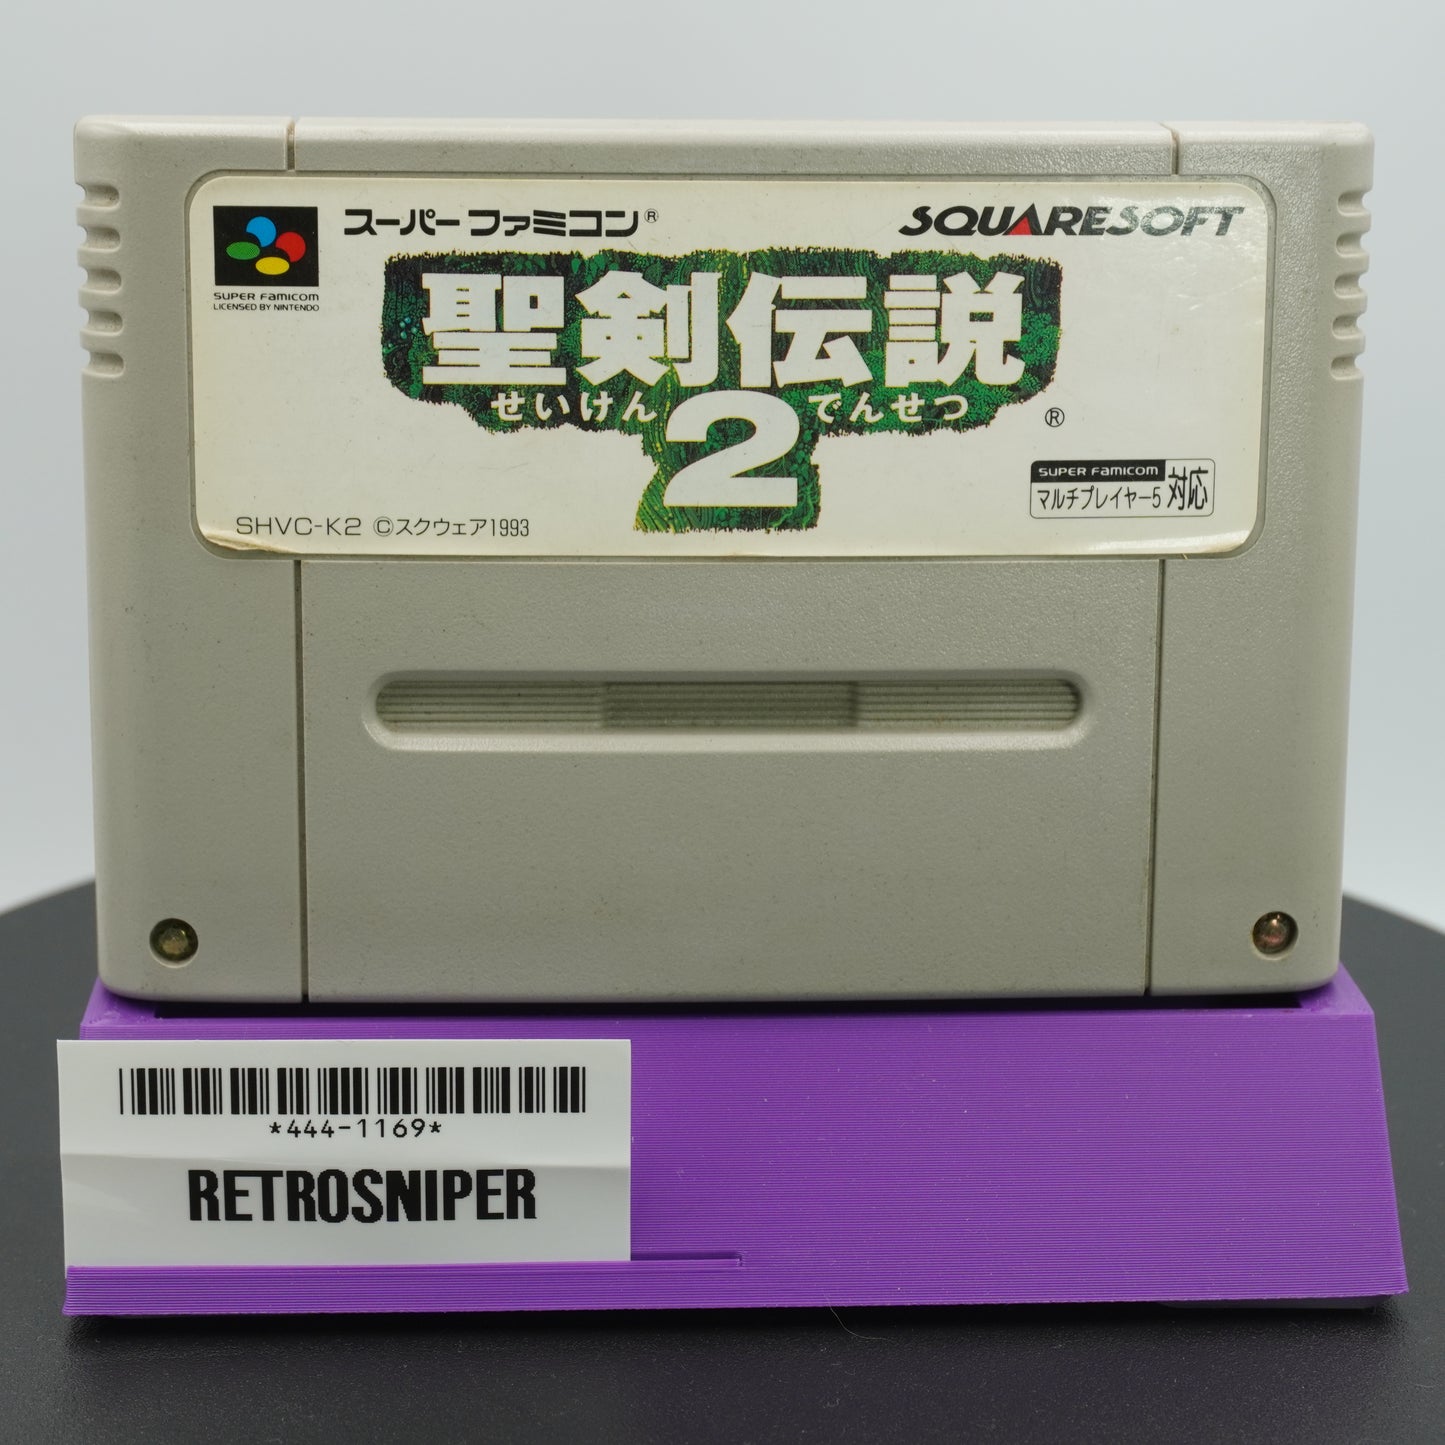 スーパーファミコン®
SQUARESOFT
SUPER FAMICOM
LICENSED BY NINTENDO
聖剣伝説
せいけん でんせつ
2
®
SUPER FAMICOM
マルチプレイヤー5 対応
SHVC-K2 ©スクウェア1993
*444-1169*
RETROSNIPER